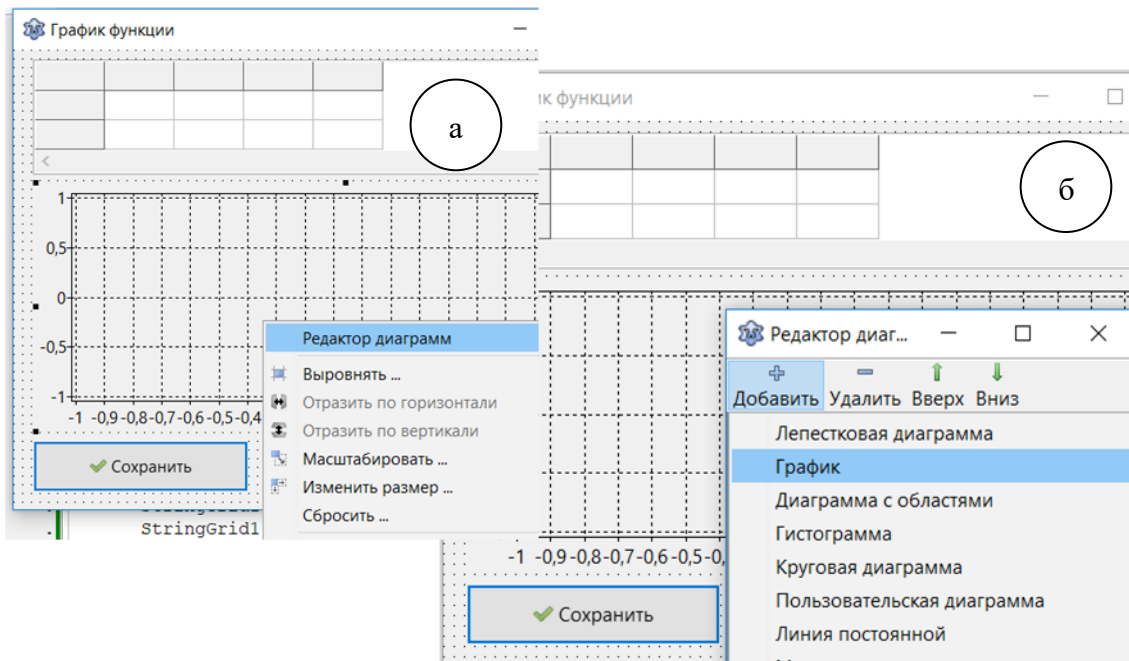 График функции
а
<
1
0,5
0
-0,5
-1
-1 -0,9 -0,8 -0,7 -0,6 -0,5 -0,4
Редактор диаграмм
Выровнять ...
Отразить по горизонтали
Отразить по вертикали
Масштабировать ...
Изменить размер ...
Сбросить ...
Сохранить
StringGrid1
ик функции
б
Редактор диаг...
Добавить Удалить Вверх Вниз
Лепестковая диаграмма
График
Диаграмма с областями
Гистограмма
Круговая диаграмма
Пользовательская диаграмма
Линия постоянной
-1 -0,9 -0,8 -0,7 -0,6 -0,5 -0,
Сохранить